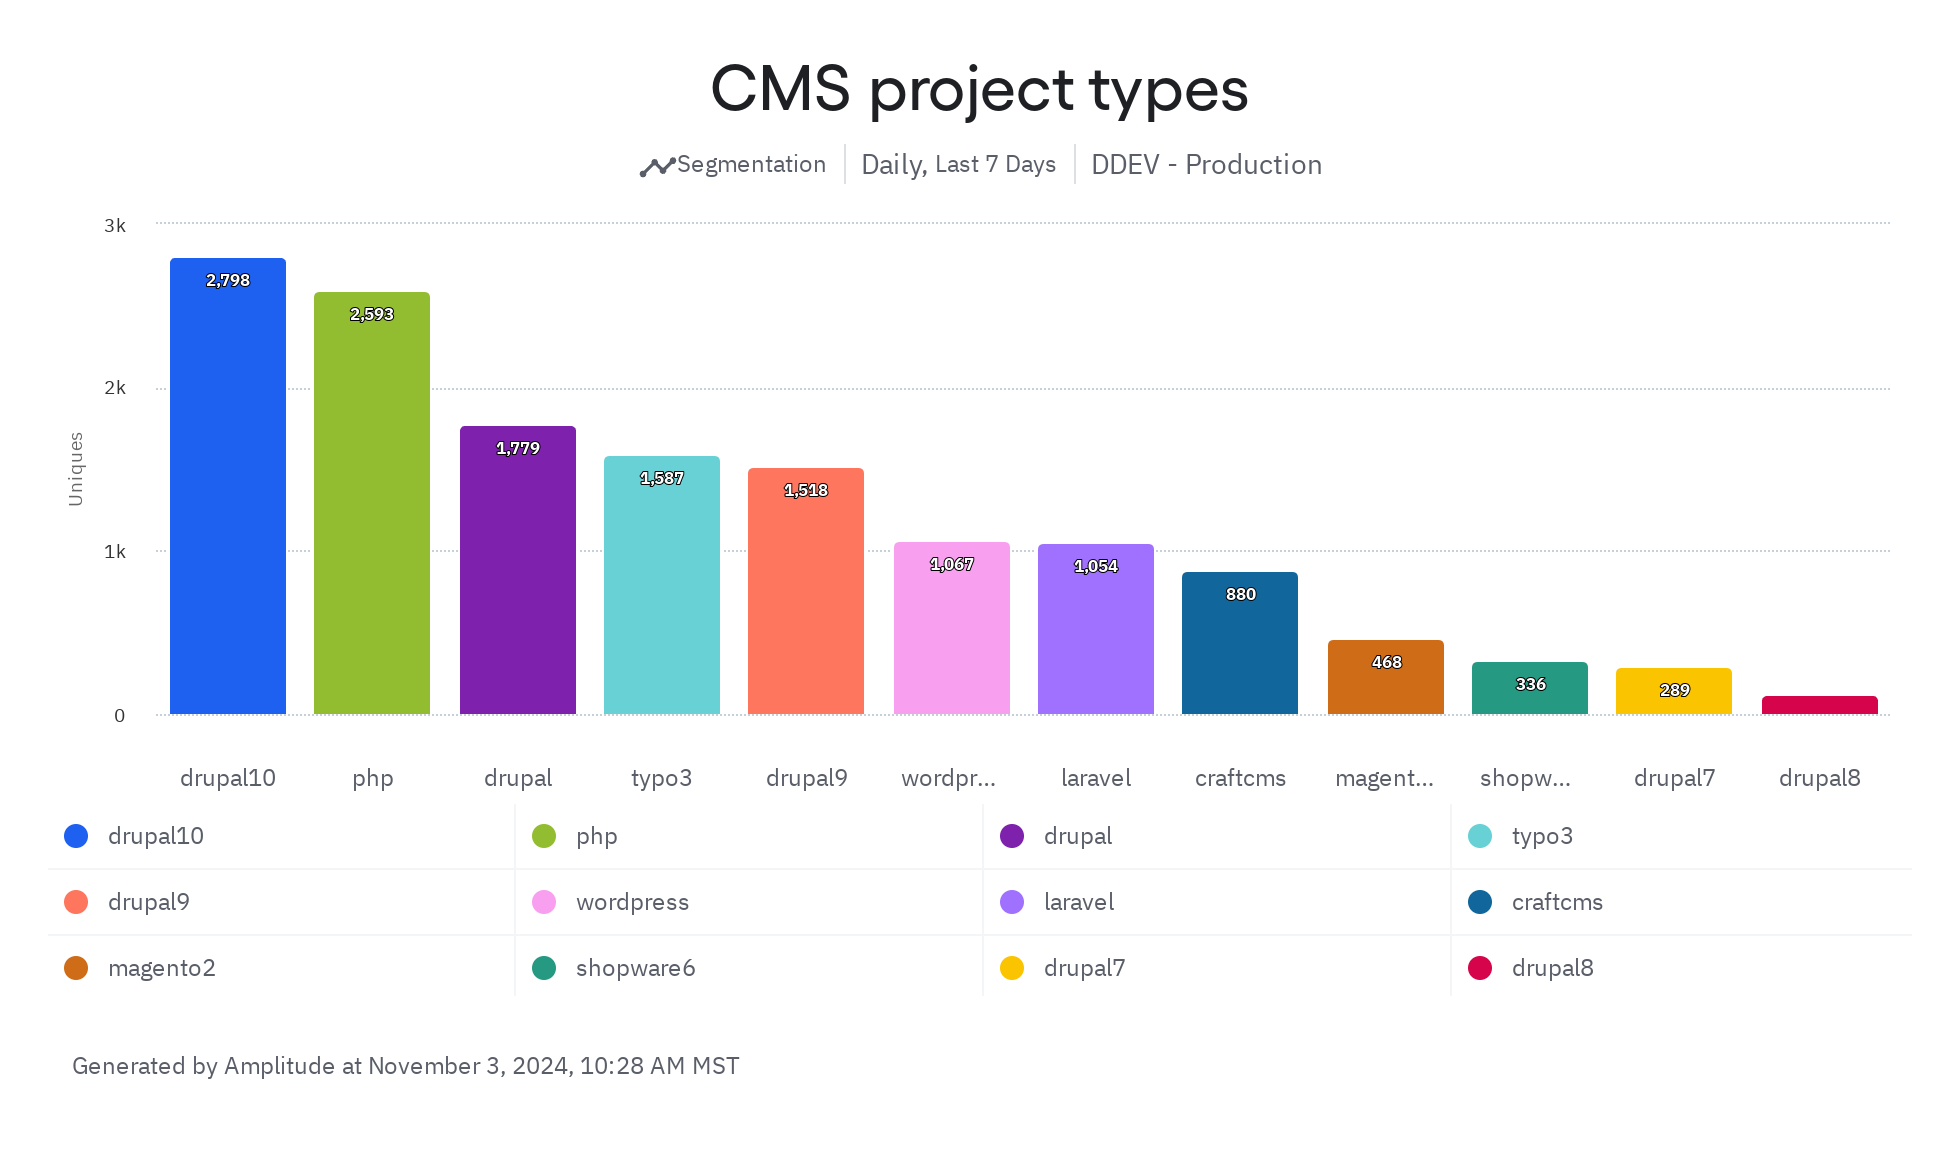 CMS project types
Segmentation Daily, Last 7 Days DDEV - Production
3k
2k
1k
0
Uniques
2,798
2,593
1,779
1,587
1,518
1,067
1,054
880
468
336
289
drupal10 php drupal typo3 drupal9 wordpr... laravel craftcms magent... shopw... drupal7 drupal8
drupal10 php drupal typo3
drupal9 wordpress laravel craftcms
magento2 shopware6 drupal7 drupal8
Generated by Amplitude at November 3, 2024, 10:28 AM MST